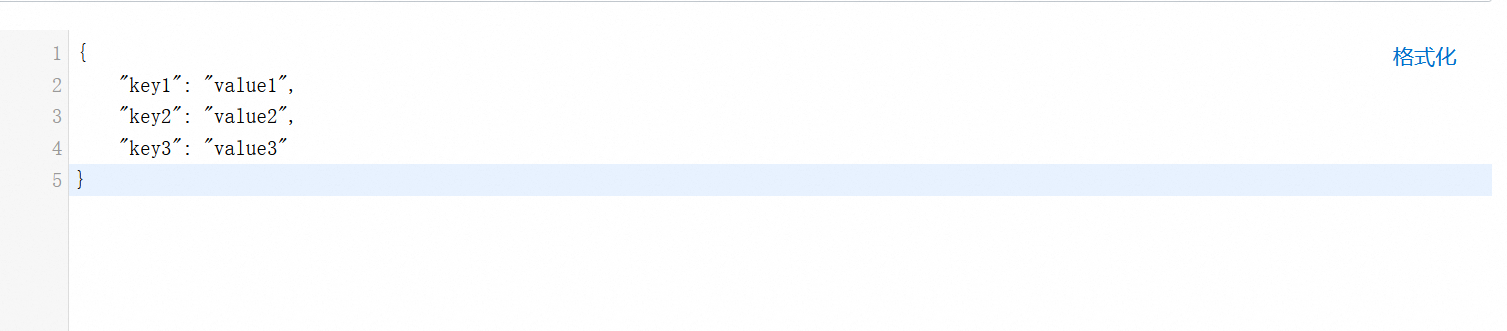 1 {
格式化
2     "key1": "value1",
3     "key2": "value2",
4     "key3": "value3"
5 }